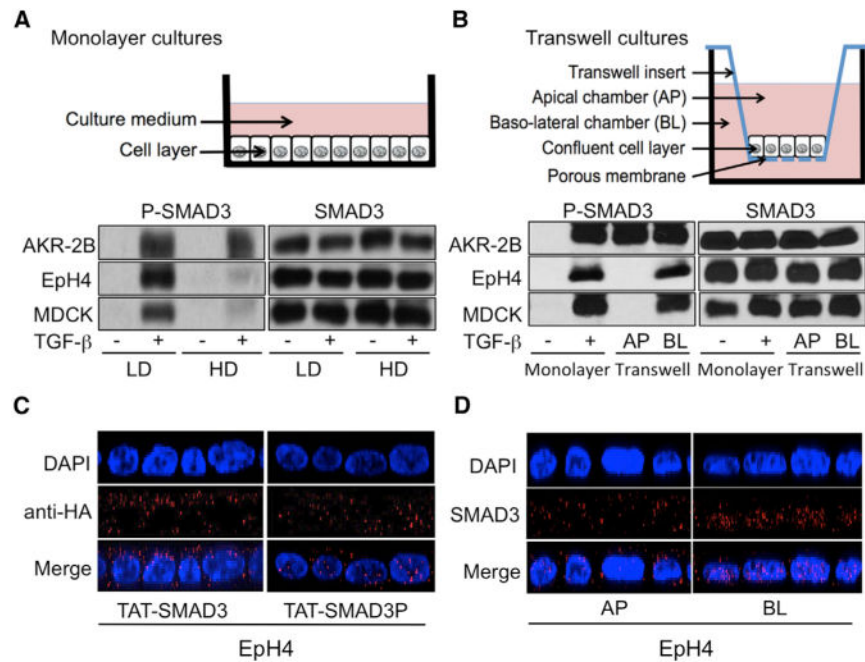 A
Monolayer cultures
Culture medium
Cell layer
P-SMAD3 SMAD3
AKR-2B
EpH4
MDCK
TGF-β - + - + - + - +
LD HD LD HD
B
Transwell cultures
Transwell insert
Apical chamber (AP)
Baso-lateral chamber (BL)
Confluent cell layer
Porous membrane
P-SMAD3 SMAD3
AKR-2B
EpH4
MDCK
TGF-β - + AP BL - + AP BL
Monolayer Transwell Monolayer Transwell
C
DAPI
anti-HA
Merge
TAT-SMAD3 TAT-SMAD3P
EpH4
D
DAPI
SMAD3
Merge
AP BL
EpH4